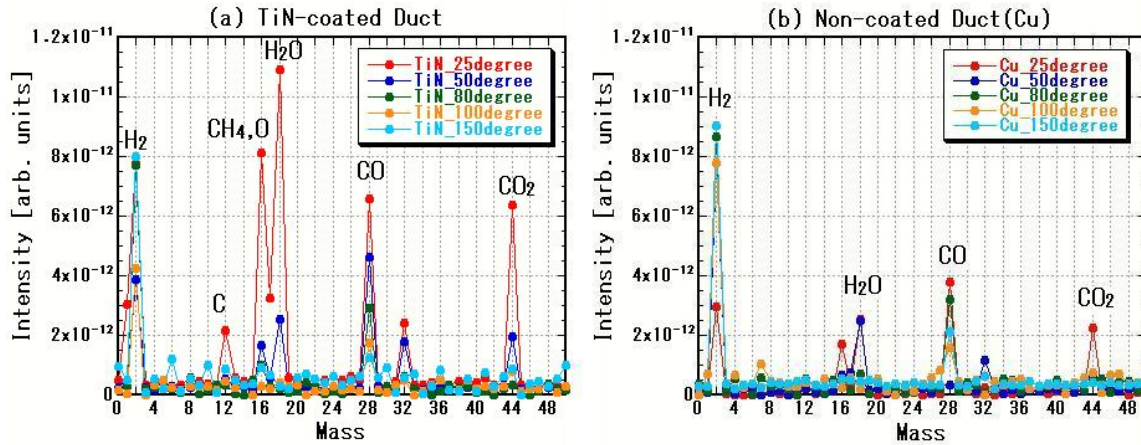 (a) TiN-coated Duct
1.2x10⁻¹¹
1x10⁻¹¹
8x10⁻¹²
6x10⁻¹²
4x10⁻¹²
2x10⁻¹²
0
Intensity [arb. units]
H₂
C
CH₄,O
H₂O
CO
CO₂
TiN_25degree
TiN_50degree
TiN_80degree
TiN_100degree
TiN_150degree
0 4 8 12 16 20 24 28 32 36 40 44 48
Mass
(b) Non-coated Duct(Cu)
1.2x10⁻¹¹
1x10⁻¹¹
8x10⁻¹²
6x10⁻¹²
4x10⁻¹²
2x10⁻¹²
0
Intensity [arb. units]
H₂
H₂O
CO
CO₂
Cu_25degree
Cu_50degree
Cu_80degree
Cu_100degree
Cu_150degree
0 4 8 12 16 20 24 28 32 36 40 44 48
Mass